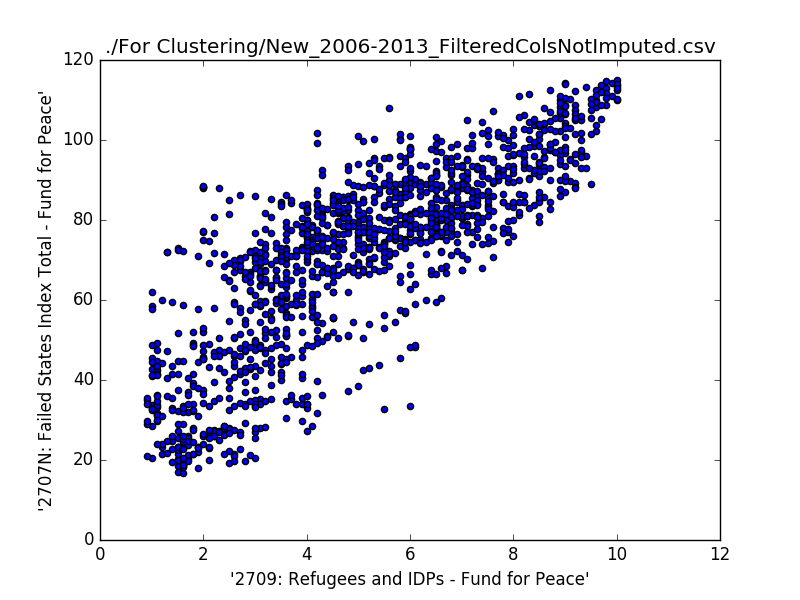 ./For Clustering/New_2006-2013_FilteredColsNotImputed.csv
120
100
80
60
40
20
0
'2707N: Failed States Index Total - Fund for Peace'
0 2 4 6 8 10 12
'2709: Refugees and IDPs - Fund for Peace'